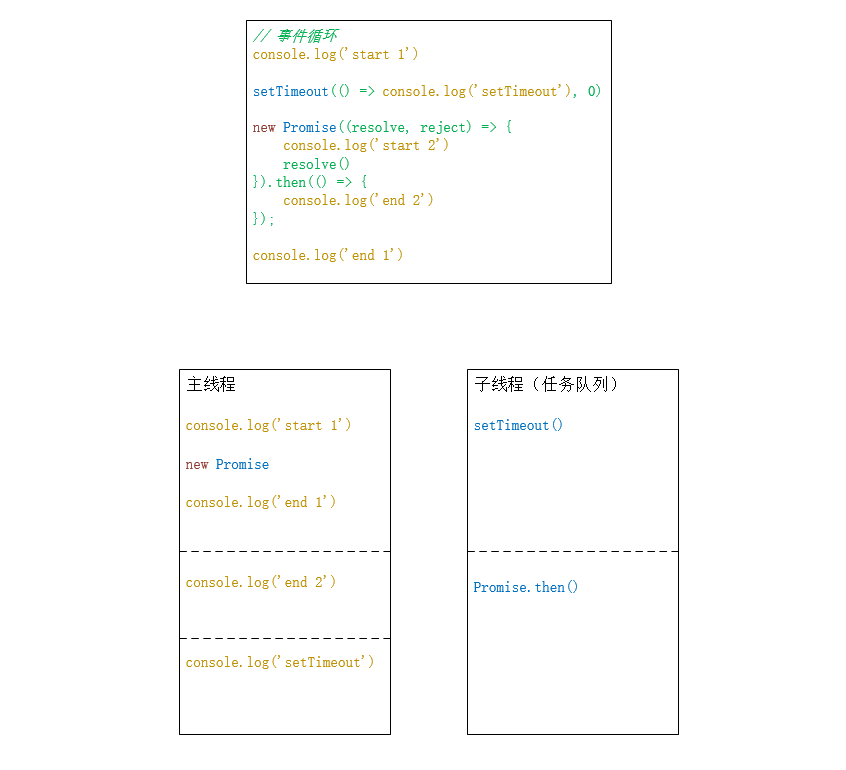 // 事件循环
console.log('start 1')
setTimeout(() => console.log('setTimeout'), 0)
new Promise((resolve, reject) => {
    console.log('start 2')
    resolve()
}).then(() => {
    console.log('end 2')
});
console.log('end 1')
主线程
console.log('start 1')
new Promise
console.log('end 1')
console.log('end 2')
console.log('setTimeout')
子线程（任务队列）
setTimeout()
Promise.then()